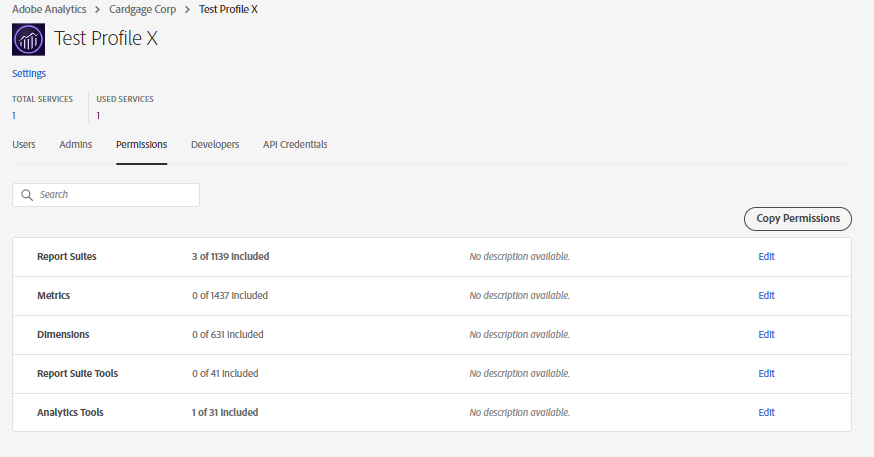 Adobe Analytics > Cardgage Corp > Test Profile X
Test Profile X
Settings
TOTAL SERVICES USED SERVICES
1 1
Users Admins Permissions Developers API Credentials
Search
Copy Permissions
Report Suites 3 of 1139 included No description available. Edit
Metrics 0 of 1437 included No description available. Edit
Dimensions 0 of 631 included No description available. Edit
Report Suite Tools 0 of 41 included No description available. Edit
Analytics Tools 1 of 31 included No description available. Edit